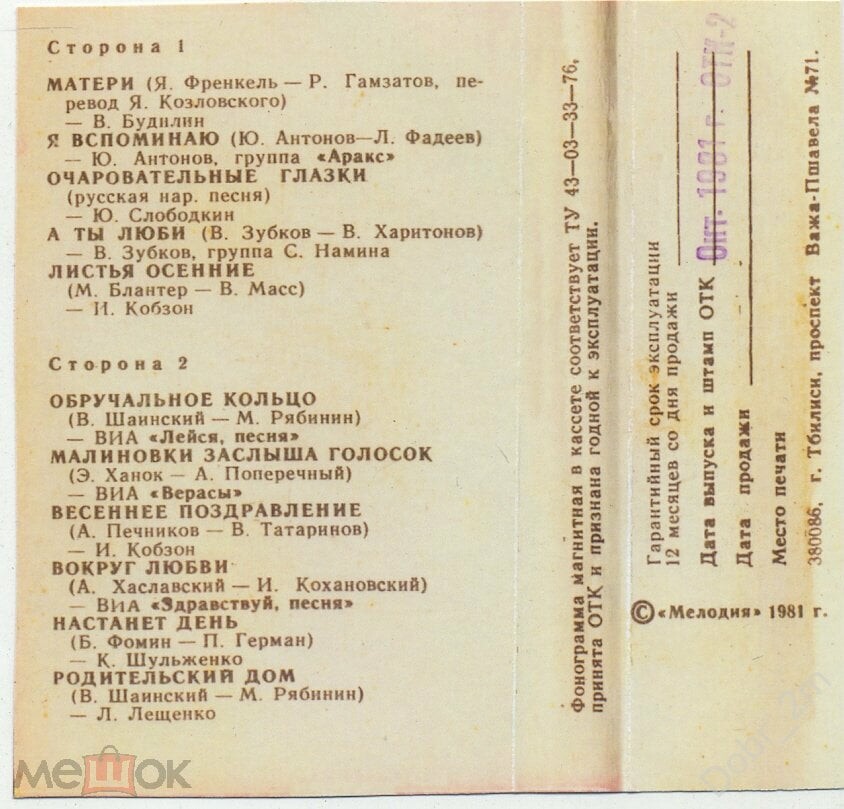 Сторона 1
МАТЕРИ (Я. Френкель — Р. Гамзатов, пе-
ревод Я. Козловского)
— В. Будилин
Я ВСПОМИНАЮ (Ю. Антонов—Л. Фадеев)
— Ю. Антонов, группа «Аракс»
ОЧАРОВАТЕЛЬНЫЕ ГЛАЗКИ
(русская нар. песня)
— Ю. Слободкин
А ТЫ ЛЮБИ (В. Зубков — В. Харитонов)
— В. Зубков, группа С. Намина
ЛИСТЬЯ ОСЕННИЕ
(М. Блантер — В. Масс)
— И. Кобзон
Сторона 2
ОБРУЧАЛЬНОЕ КОЛЬЦО
(В. Шаинский — М. Рябинин)
— ВИА «Лейся, песня»
МАЛИНОВКИ ЗАСЛЫША ГОЛОСОК
(Э. Ханок — А. Поперечный)
— ВИА «Верасы»
ВЕСЕННЕЕ ПОЗДРАВЛЕНИЕ
(А. Печников — В. Татаринов)
— И. Кобзон
ВОКРУГ ЛЮБВИ
(А. Хаславский — И. Кохановский)
— ВИА «Здравствуй, песня»
НАСТАНЕТ ДЕНЬ
(Б. Фомин — П. Герман)
— К. Шульженко
РОДИТЕЛЬСКИЙ ДОМ
(В. Шаинский — М. Рябинин)
— Л. Лещенко
Фонограмма магнитная в кассете соответствует ТУ 43—03—33—76,
принята ОТК и признана годной к эксплуатации.
Гарантийный срок эксплуатации
12 месяцев со дня продажи
Дата выпуска и штамп ОТК Окт. 1981 г. ОТК-2
Дата продажи
Место печати
380086, г. Тбилиси, проспект Важа-Пшавела №71.
© «Мелодия» 1981 г.
мешок